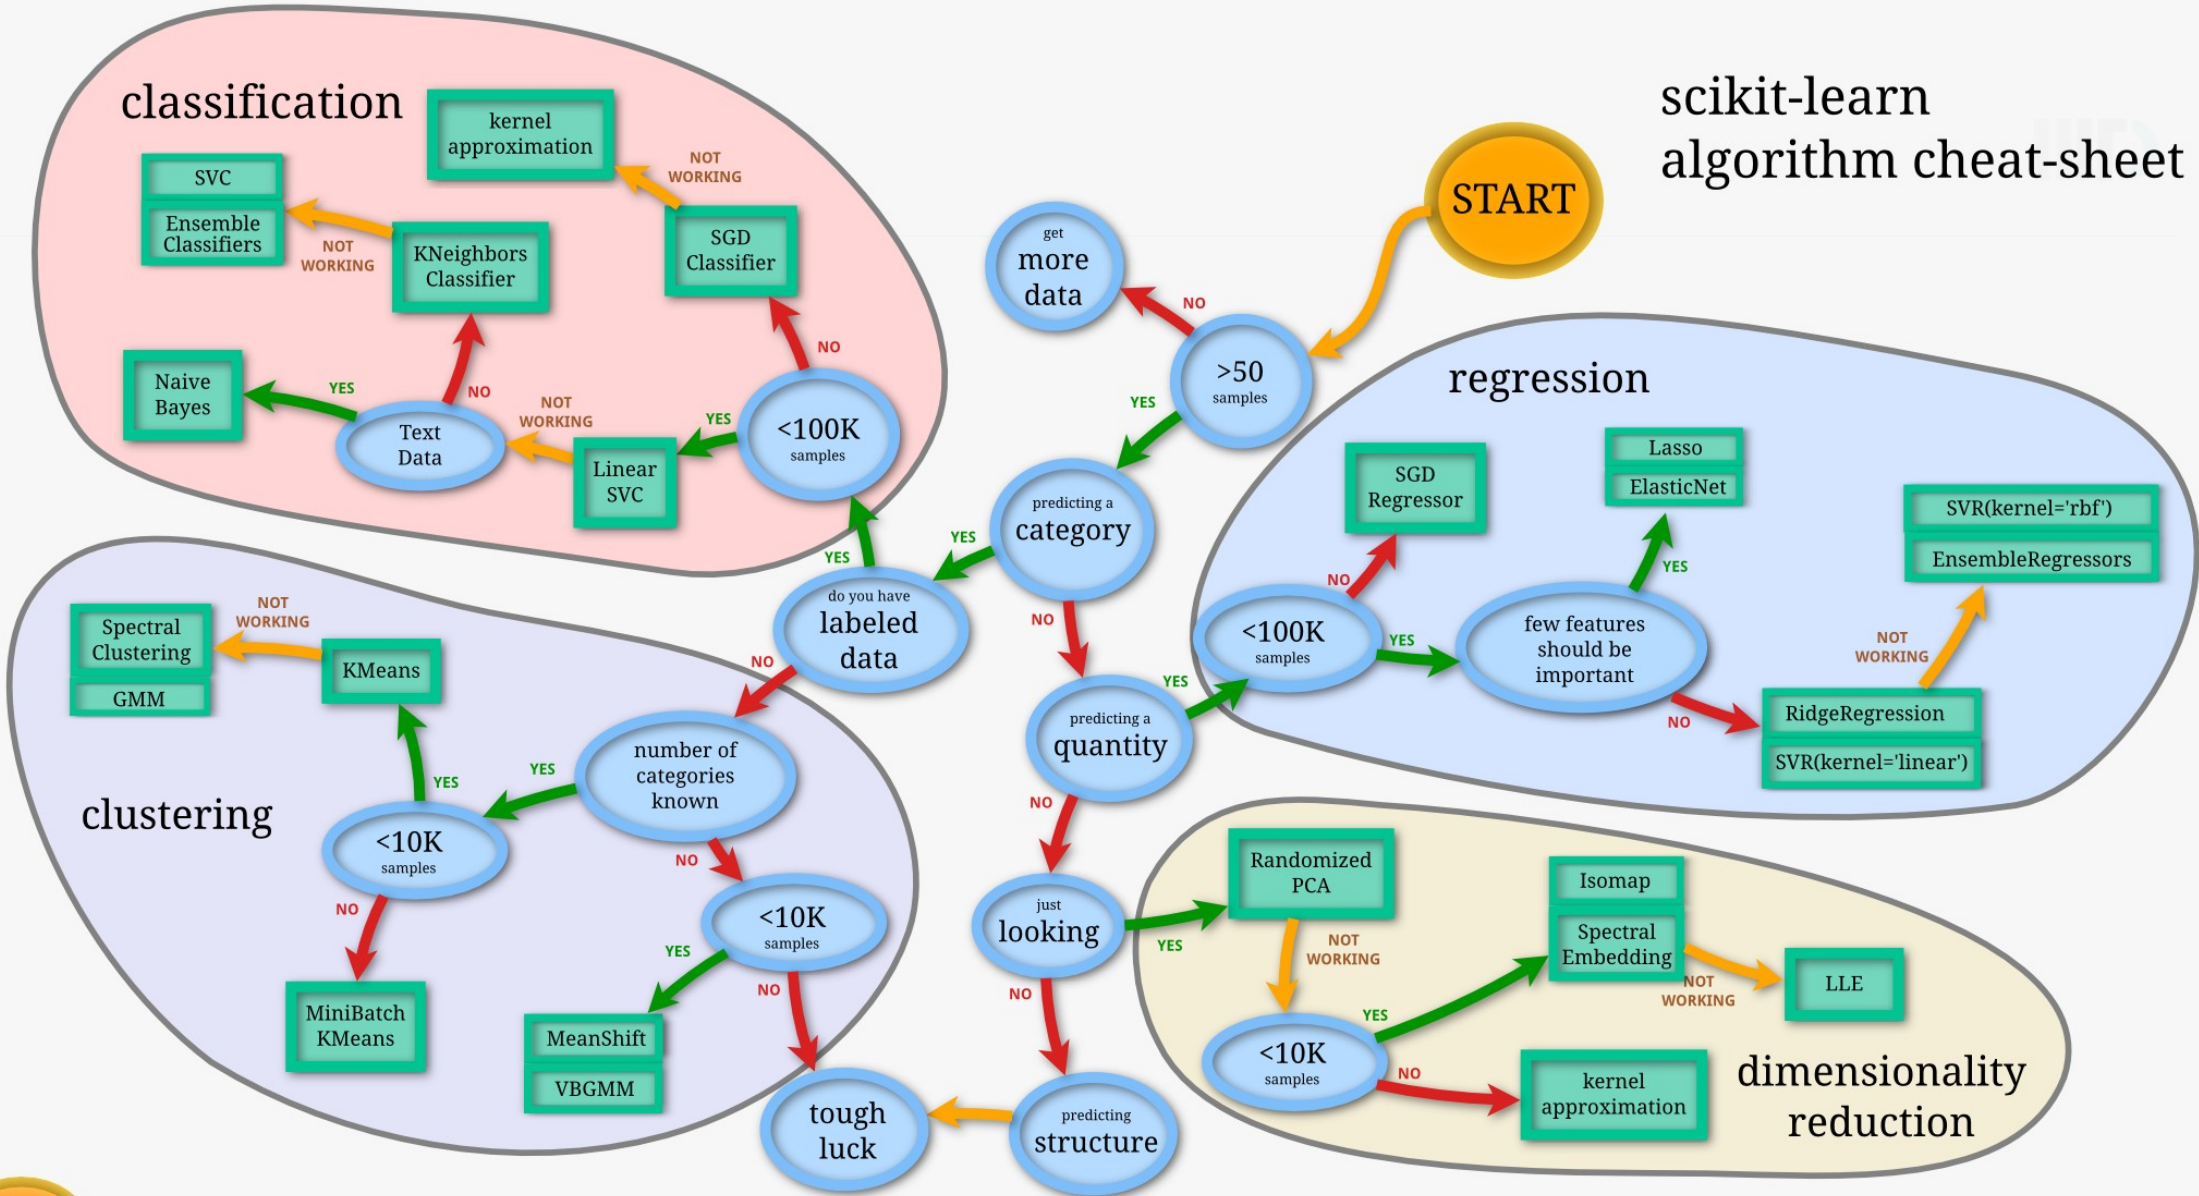 scikit-learn
algorithm cheat-sheet
START
>50
samples
NO
get
more
data
YES
predicting a
category
YES
do you have
labeled
data
YES
classification
<100K
samples
NO
SGD
Classifier
NOT
WORKING
kernel
approximation
YES
Linear
SVC
NOT
WORKING
Text
Data
YES
Naive
Bayes
NO
KNeighbors
Classifier
NOT
WORKING
SVC
Ensemble
Classifiers
NO
clustering
number of
categories
known
YES
<10K
samples
YES
KMeans
NOT
WORKING
Spectral
Clustering
GMM
NO
MiniBatch
KMeans
NO
<10K
samples
YES
MeanShift
VBGMM
NO
tough
luck
NO
predicting a
quantity
YES
regression
<100K
samples
NO
SGD
Regressor
YES
few features
should be
important
YES
Lasso
ElasticNet
NO
RidgeRegression
SVR(kernel='linear')
NOT
WORKING
SVR(kernel='rbf')
EnsembleRegressors
NO
just
looking
YES
Randomized
PCA
NOT
WORKING
<10K
samples
YES
Isomap
Spectral
Embedding
NOT
WORKING
LLE
NO
kernel
approximation
dimensionality
reduction
NO
predicting
structure